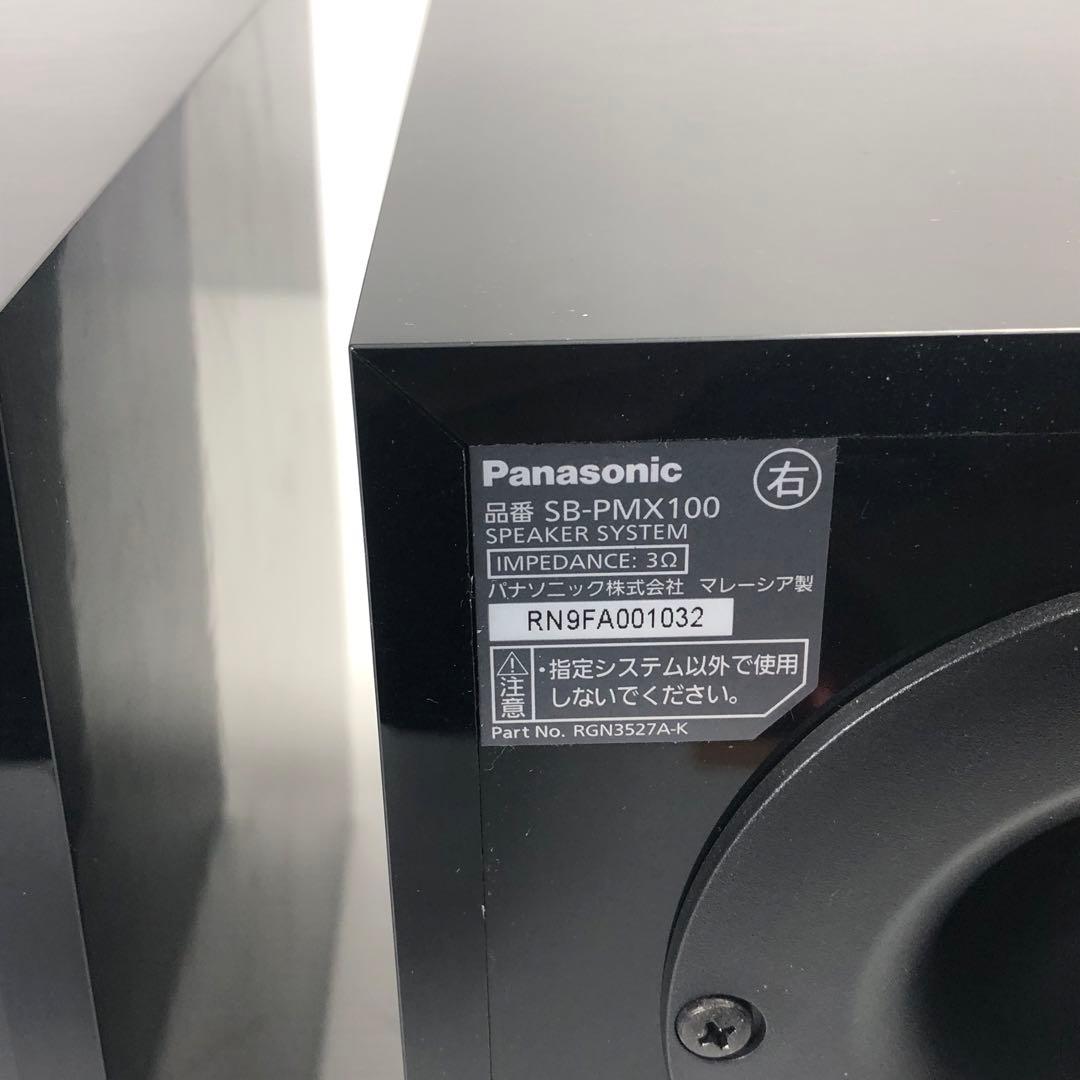 Panasonic
右
品番 SB-PMX100
SPEAKER SYSTEM
IMPEDANCE: 3Ω
パナソニック株式会社 マレーシア製
RN9FA001032
注意
・指定システム以外で使用
しないでください。
Part No. RGN3527A-K